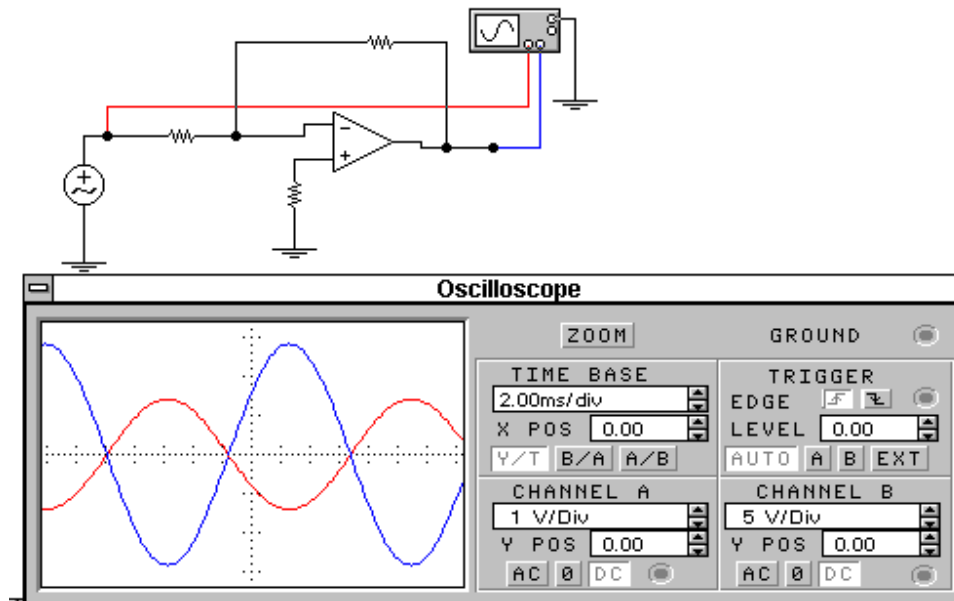 Oscilloscope
ZOOM GROUND
TIME BASE
2.00ms/div
X POS 0.00
Y/T B/A A/B
TRIGGER
EDGE
LEVEL 0.00
AUTO A B EXT
CHANNEL A
1 V/Div
Y POS 0.00
AC 0 DC
CHANNEL B
5 V/Div
Y POS 0.00
AC 0 DC